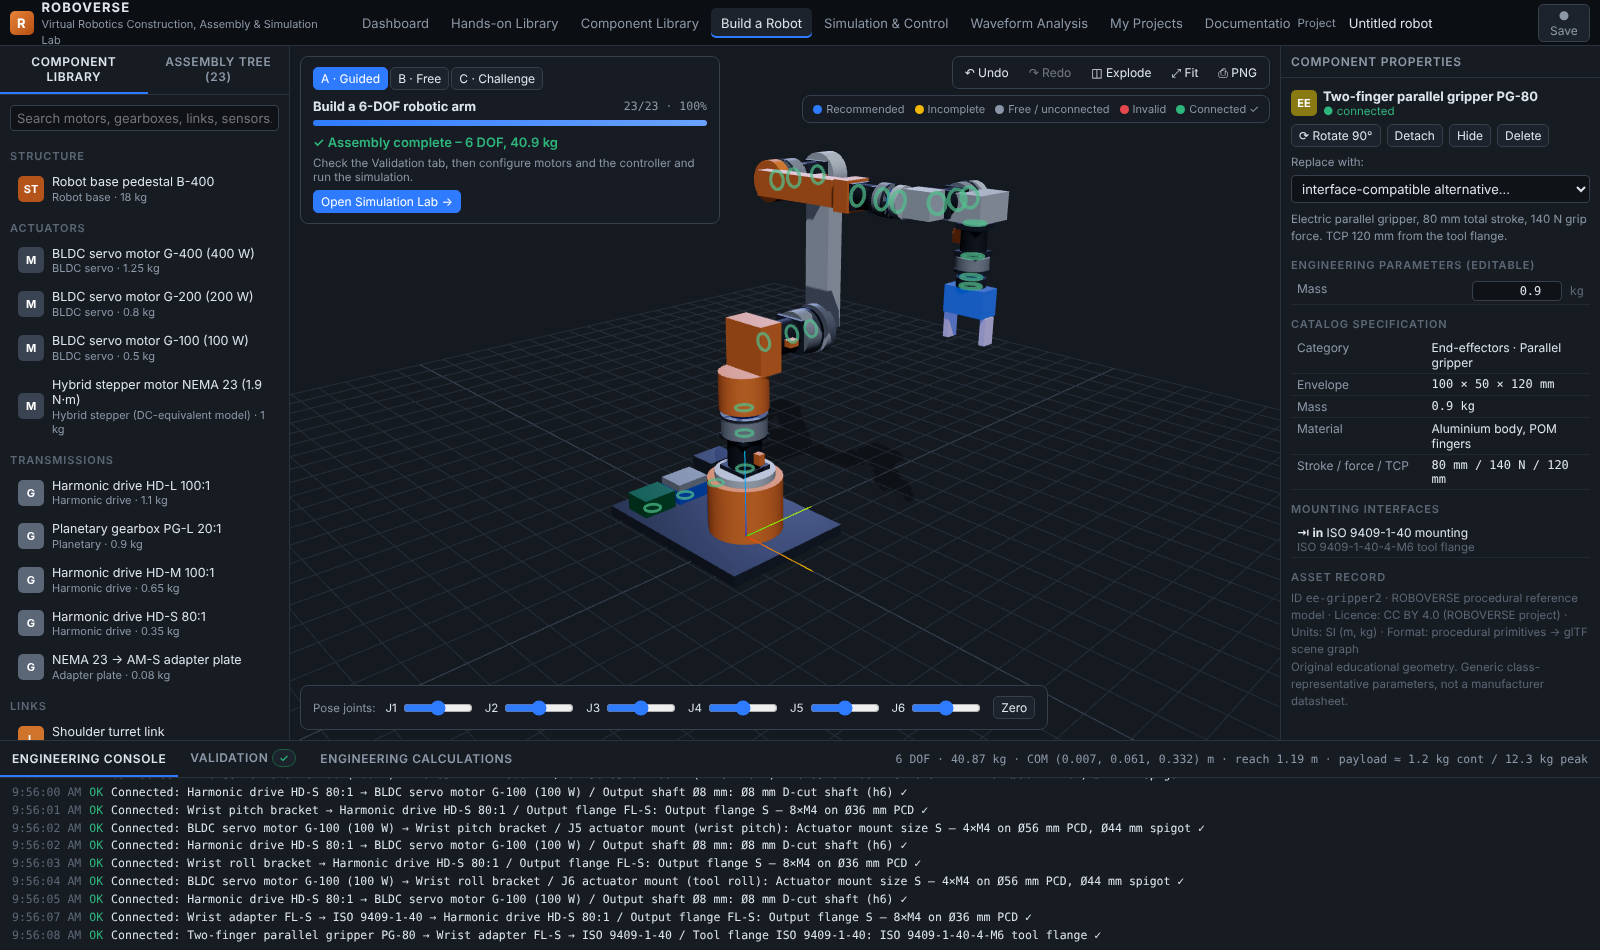 R
ROBOVERSE
Virtual Robotics Construction, Assembly & Simulation
Lab
Dashboard
Hands-on Library
Component Library
Build a Robot
Simulation & Control
Waveform Analysis
My Projects
Documentatio
Project
Untitled robot
Save
COMPONENT
LIBRARY
ASSEMBLY TREE
(23)
Search motors, gearboxes, links, sensors.
STRUCTURE
ST
Robot base pedestal B-400
Robot base · 18 kg
ACTUATORS
M
BLDC servo motor G-400 (400 W)
BLDC servo · 1.25 kg
M
BLDC servo motor G-200 (200 W)
BLDC servo · 0.8 kg
M
BLDC servo motor G-100 (100 W)
BLDC servo · 0.5 kg
M
Hybrid stepper motor NEMA 23 (1.9
N·m)
Hybrid stepper (DC-equivalent model) · 1
kg
TRANSMISSIONS
G
Harmonic drive HD-L 100:1
Harmonic drive · 1.1 kg
G
Planetary gearbox PG-L 20:1
Planetary · 0.9 kg
G
Harmonic drive HD-M 100:1
Harmonic drive · 0.65 kg
G
Harmonic drive HD-S 80:1
Harmonic drive · 0.35 kg
G
NEMA 23 → AM-S adapter plate
Adapter plate · 0.08 kg
LINKS
Shoulder turret link
A · Guided
B · Free
C · Challenge
Build a 6-DOF robotic arm
23/23 · 100%
✓ Assembly complete – 6 DOF, 40.9 kg
Check the Validation tab, then configure motors and the controller and
run the simulation.
Open Simulation Lab →
↶ Undo
↷ Redo
◫ Explode
⤢ Fit
⎙ PNG
Recommended
Incomplete
Free / unconnected
Invalid
Connected ✓
Pose joints:
J1
J2
J3
J4
J5
J6
Zero
COMPONENT PROPERTIES
EE
Two-finger parallel gripper PG-80
connected
⟳ Rotate 90°
Detach
Hide
Delete
Replace with:
interface-compatible alternative...
Electric parallel gripper, 80 mm total stroke, 140 N grip
force. TCP 120 mm from the tool flange.
ENGINEERING PARAMETERS (EDITABLE)
Mass
0.9
kg
CATALOG SPECIFICATION
Category
End-effectors · Parallel
gripper
Envelope
100 × 50 × 120 mm
Mass
0.9 kg
Material
Aluminium body, POM
fingers
Stroke / force / TCP
80 mm / 140 N / 120
mm
MOUNTING INTERFACES
⇥ in ISO 9409-1-40 mounting
ISO 9409-1-40-4-M6 tool flange
ASSET RECORD
ID ee-gripper2 · ROBOVERSE procedural reference
model · Licence: CC BY 4.0 (ROBOVERSE project) ·
Units: SI (m, kg) · Format: procedural primitives → glTF
scene graph
Original educational geometry. Generic class-
representative parameters, not a manufacturer
datasheet.
ENGINEERING CONSOLE
VALIDATION ✓
ENGINEERING CALCULATIONS
6 DOF · 40.87 kg · COM (0.007, 0.061, 0.332) m · reach 1.19 m · payload ≈ 1.2 kg cont / 12.3 kg peak
9:56:00 AM OK Connected: Harmonic drive HD-S 80:1 → BLDC servo motor G-100 (100 W) / Output shaft Ø8 mm: Ø8 mm D-cut shaft (h6) ✓
9:56:01 AM OK Connected: Wrist pitch bracket → Harmonic drive HD-S 80:1 / Output flange FL-S: Output flange S — 8×M4 on Ø36 mm PCD ✓
9:56:02 AM OK Connected: BLDC servo motor G-100 (100 W) → Wrist pitch bracket / J5 actuator mount (wrist pitch): Actuator mount size S — 4×M4 on Ø56 mm PCD, Ø44 mm spigot ✓
9:56:02 AM OK Connected: Harmonic drive HD-S 80:1 → BLDC servo motor G-100 (100 W) / Output shaft Ø8 mm: Ø8 mm D-cut shaft (h6) ✓
9:56:03 AM OK Connected: Wrist roll bracket → Harmonic drive HD-S 80:1 / Output flange FL-S: Output flange S — 8×M4 on Ø36 mm PCD ✓
9:56:04 AM OK Connected: BLDC servo motor G-100 (100 W) → Wrist roll bracket / J6 actuator mount (tool roll): Actuator mount size S — 4×M4 on Ø56 mm PCD, Ø44 mm spigot ✓
9:56:05 AM OK Connected: Harmonic drive HD-S 80:1 → BLDC servo motor G-100 (100 W) / Output shaft Ø8 mm: Ø8 mm D-cut shaft (h6) ✓
9:56:07 AM OK Connected: Wrist adapter FL-S → ISO 9409-1-40 → Harmonic drive HD-S 80:1 / Output flange FL-S: Output flange S — 8×M4 on Ø36 mm PCD ✓
9:56:08 AM OK Connected: Two-finger parallel gripper PG-80 → Wrist adapter FL-S → ISO 9409-1-40 / Tool flange ISO 9409-1-40: ISO 9409-1-40-4-M6 tool flange ✓